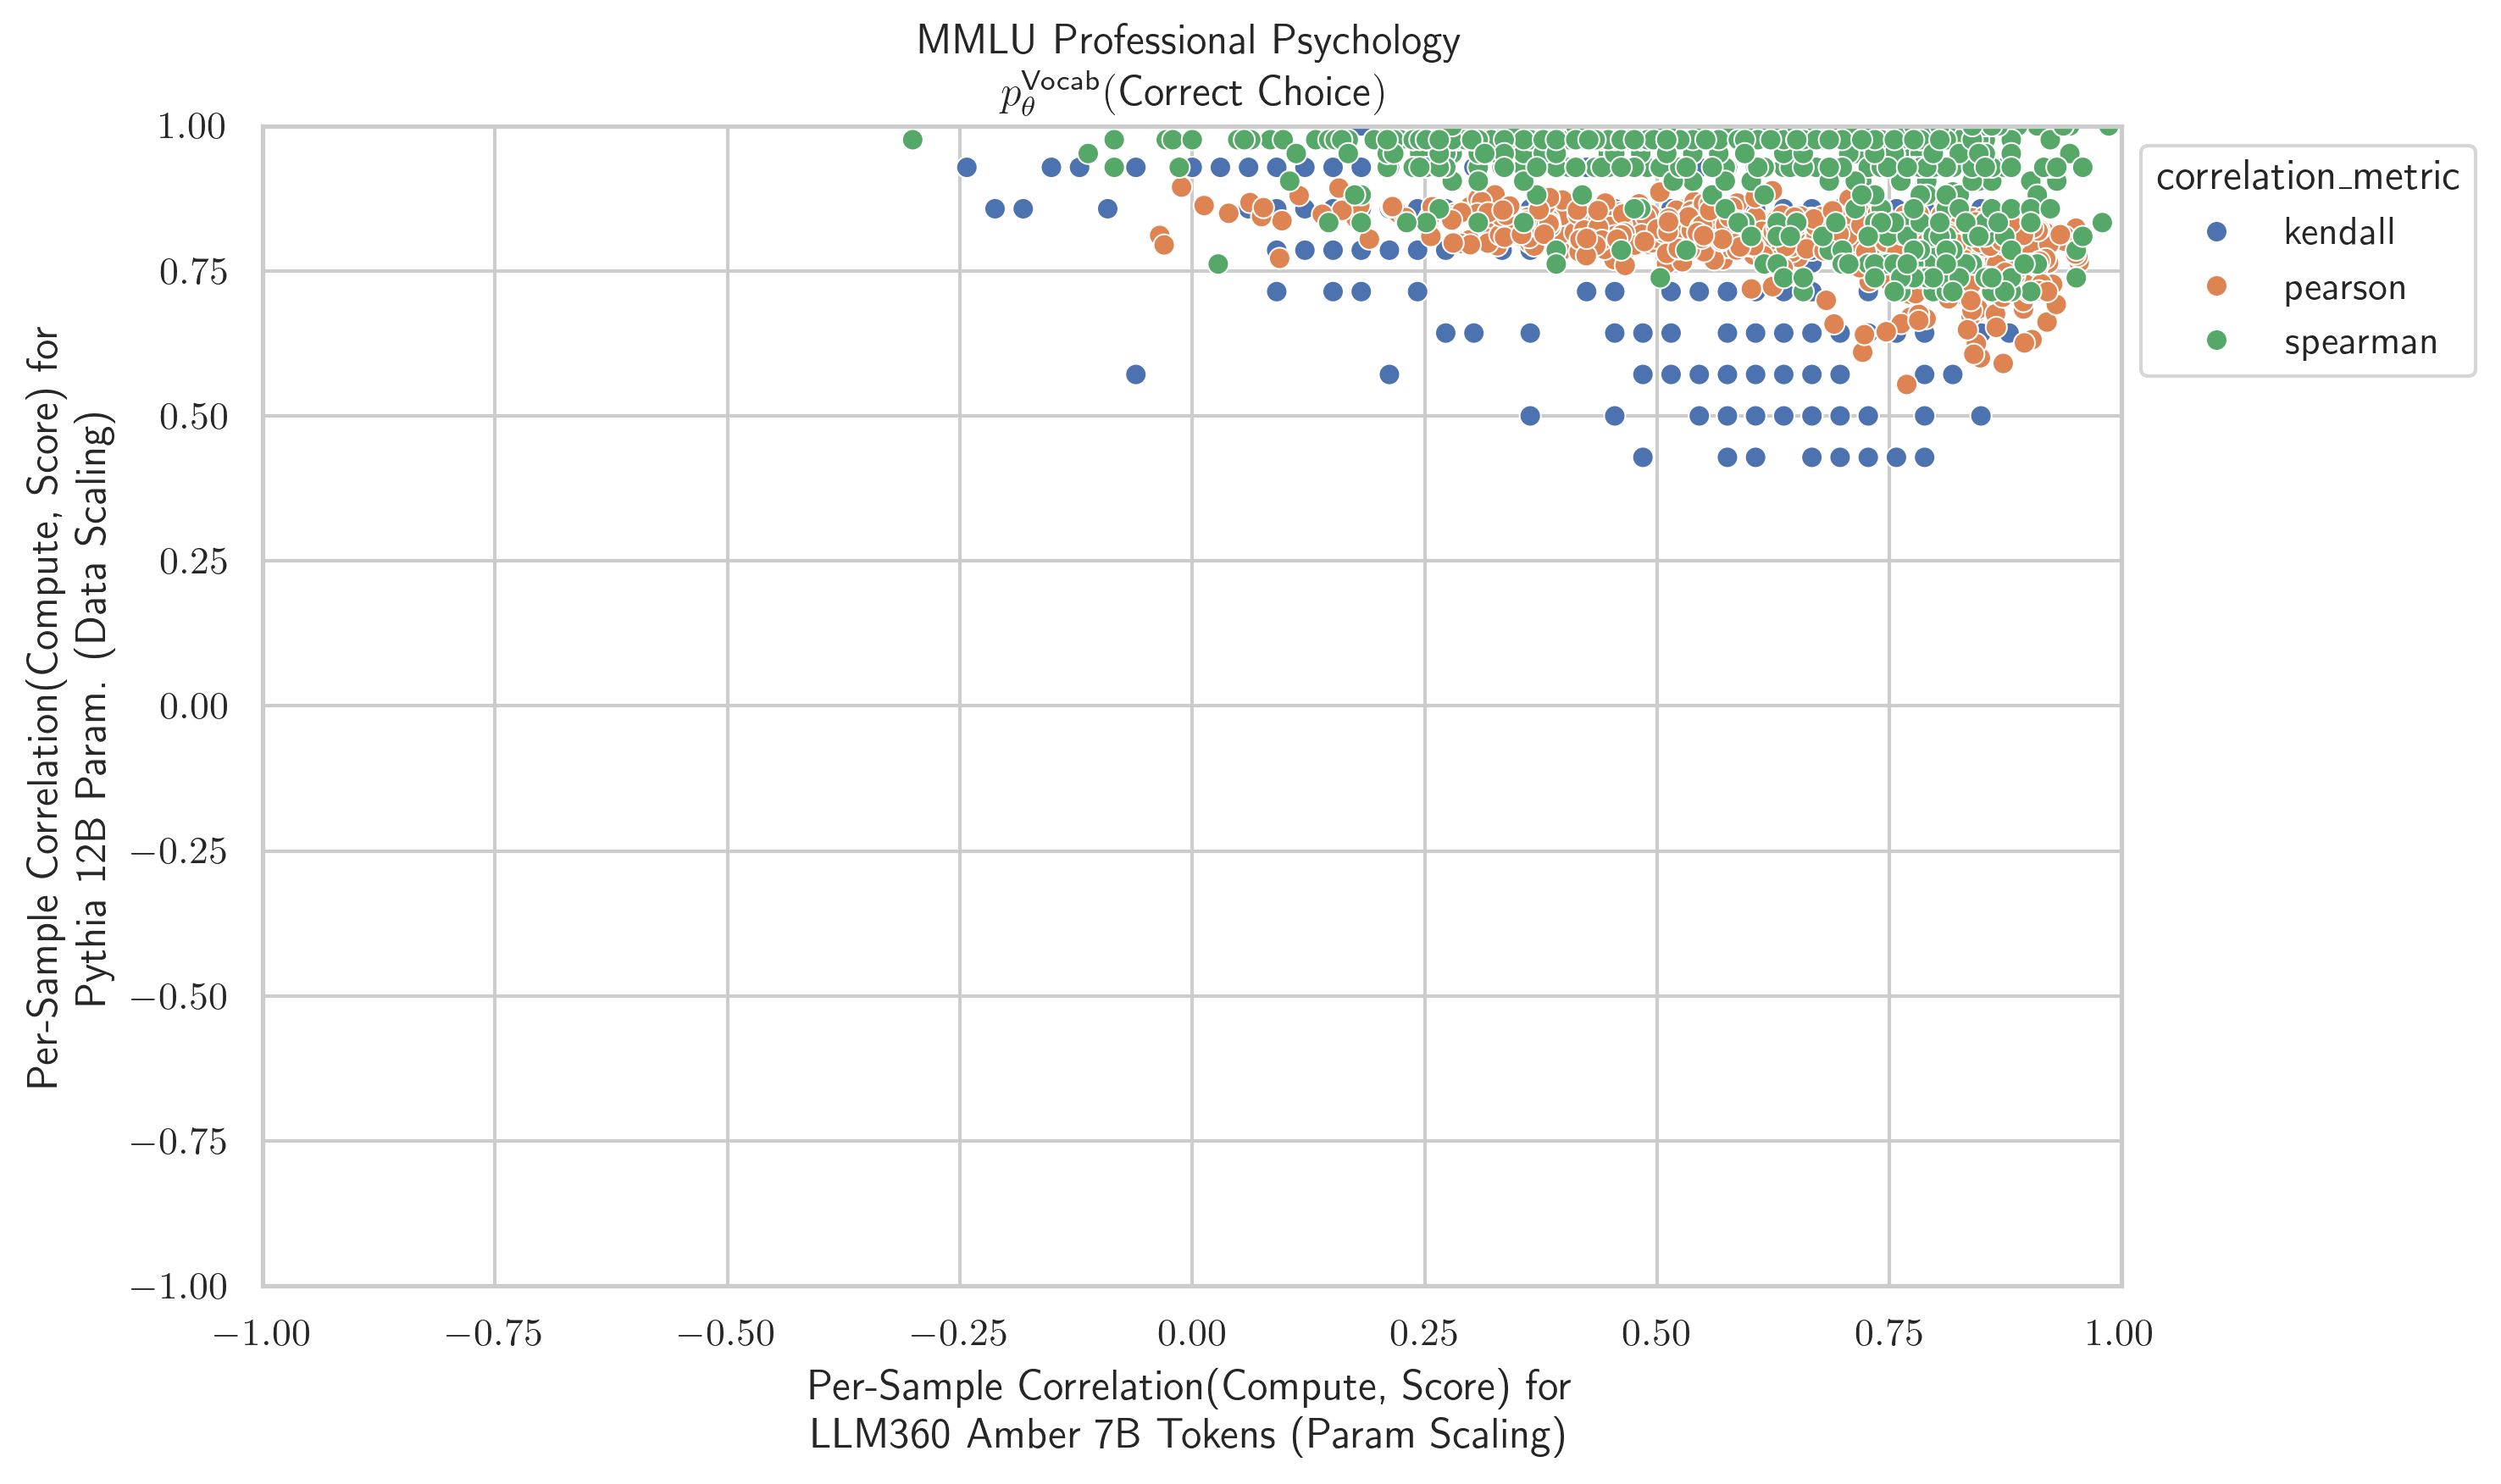 MMLU Professional Psychology
p_θ^Vocab(Correct Choice)
Per-Sample Correlation(Compute, Score) for
Pythia 12B Param. (Data Scaling)
1.00
0.75
0.50
0.25
0.00
−0.25
−0.50
−0.75
−1.00
−1.00 −0.75 −0.50 −0.25 0.00 0.25 0.50 0.75 1.00
Per-Sample Correlation(Compute, Score) for
LLM360 Amber 7B Tokens (Param Scaling)
correlation_metric
kendall
pearson
spearman